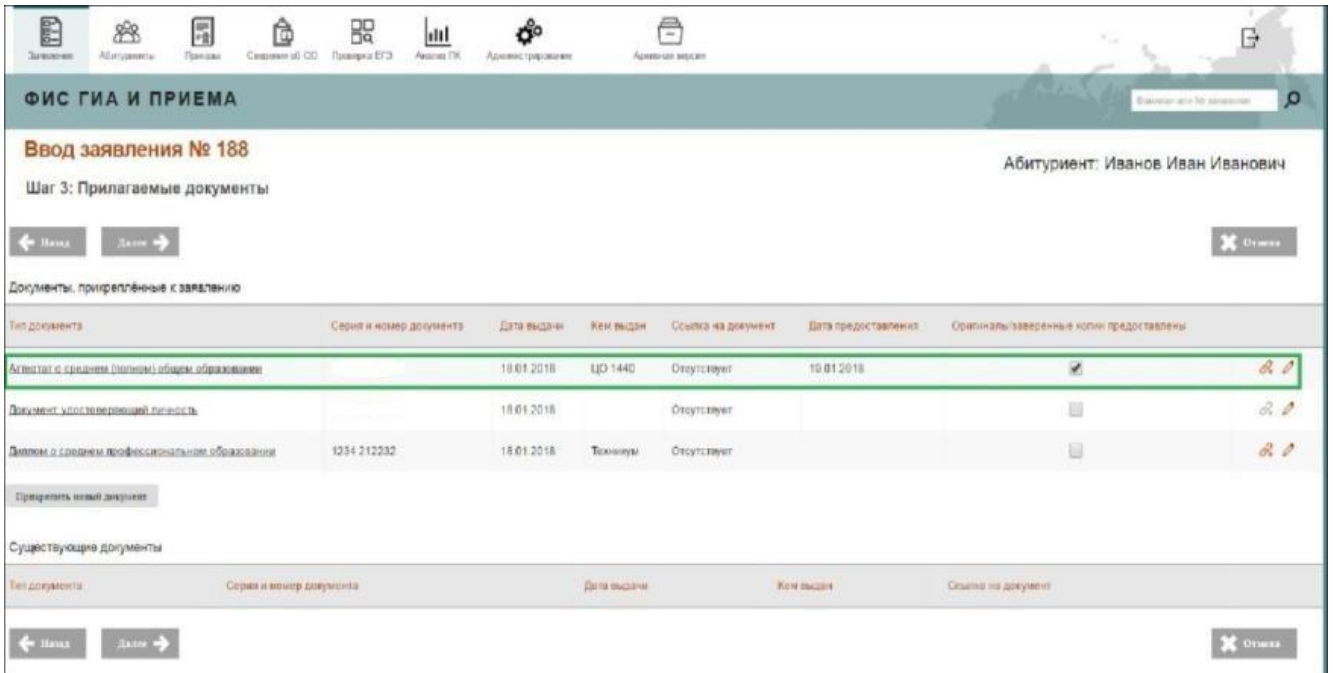 Заявления Абитуриенты Приказы Сведения об ОО Проверка ЕГЭ Анализ ПК Администрирование Архивная версия
ФИС ГИА И ПРИЕМА
Фамилия или № заявления
Ввод заявления № 188
Абитуриент: Иванов Иван Иванович
Шаг 3: Прилагаемые документы
Назад Далее Отмена
Документы, прикреплённые к заявлению
Тип документа Серия и номер документа Дата выдачи Кем выдан Ссылка на документ Дата предоставления Оригиналы/заверенные копии предоставлены
Аттестат о среднем (полном) общем образовании 18.01.2018 ЦО 1440 Отсутствует 19.01.2018
Документ удостоверяющий личность 18.01.2018 Отсутствует
Диплом о среднем профессиональном образовании 1234 212232 18.01.2018 Техникум Отсутствует
Прикрепить новый документ
Существующие документы
Тип документа Серия и номер документа Дата выдачи Кем выдан Ссылка на документ
Назад Далее Отмена